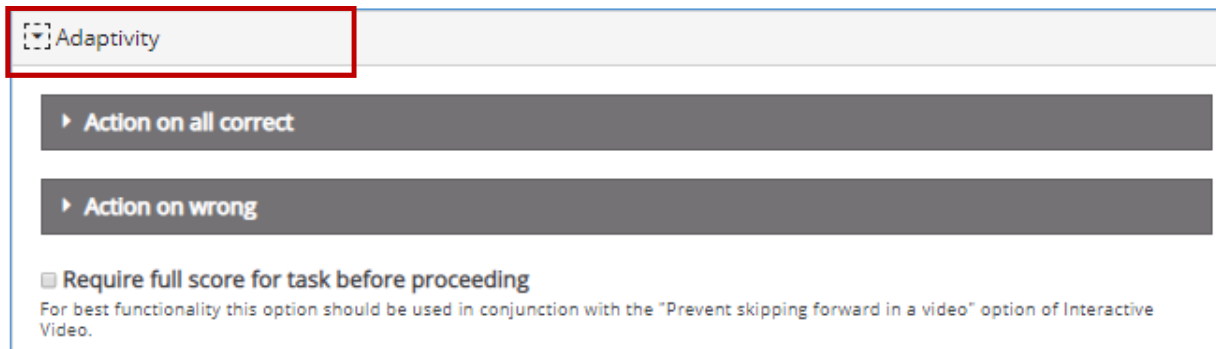 Adaptivity
Action on all correct
Action on wrong
Require full score for task before proceeding
For best functionality this option should be used in conjunction with the "Prevent skipping forward in a video" option of Interactive
Video.